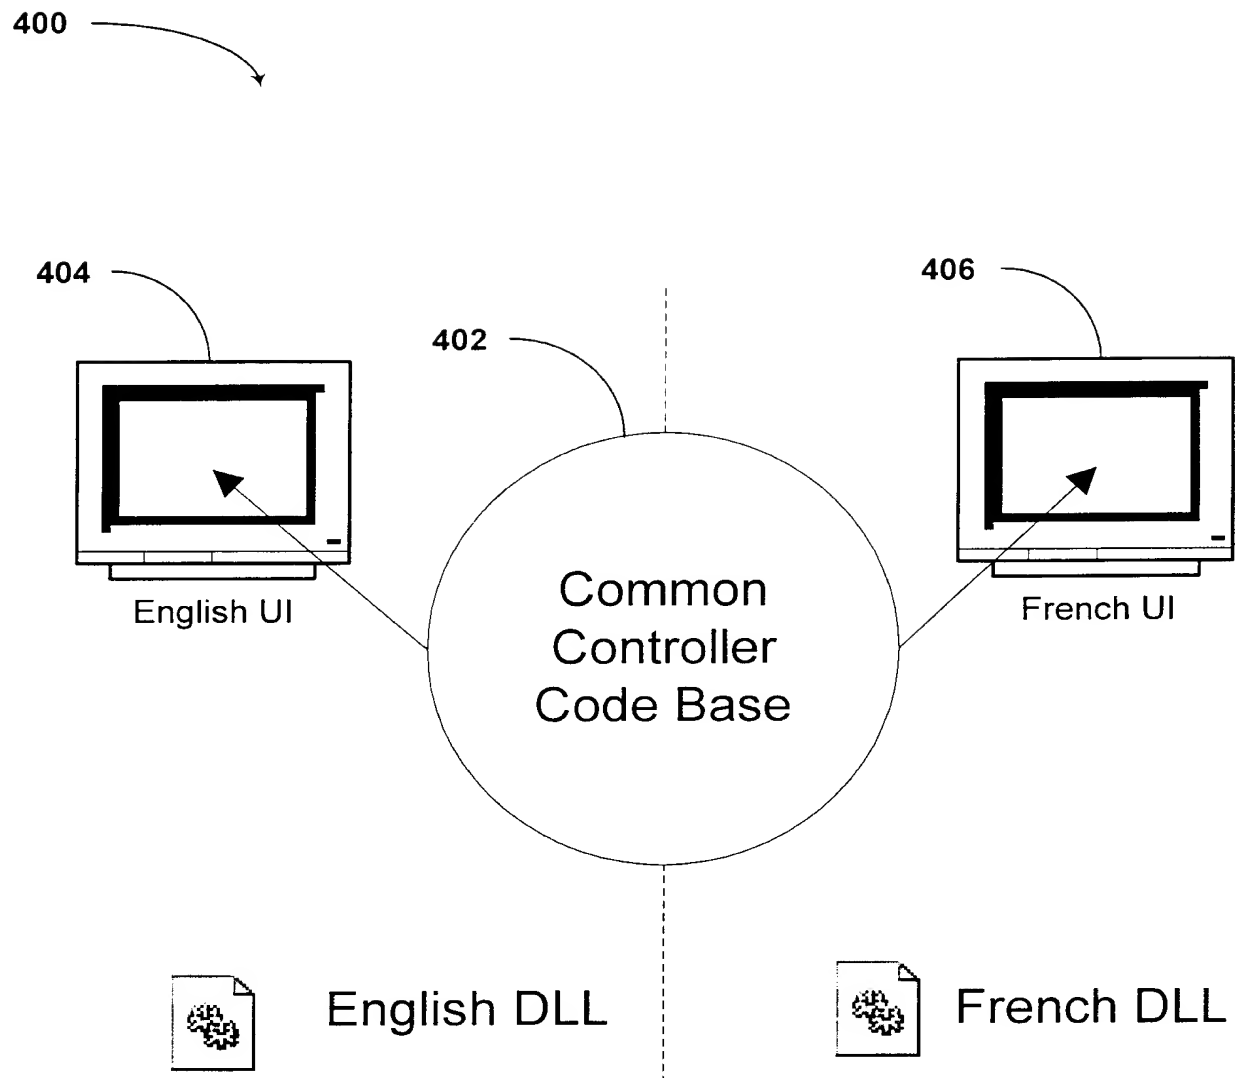 400
404
406
402
English UI
French UI
Common
Controller
Code Base
English DLL
French DLL